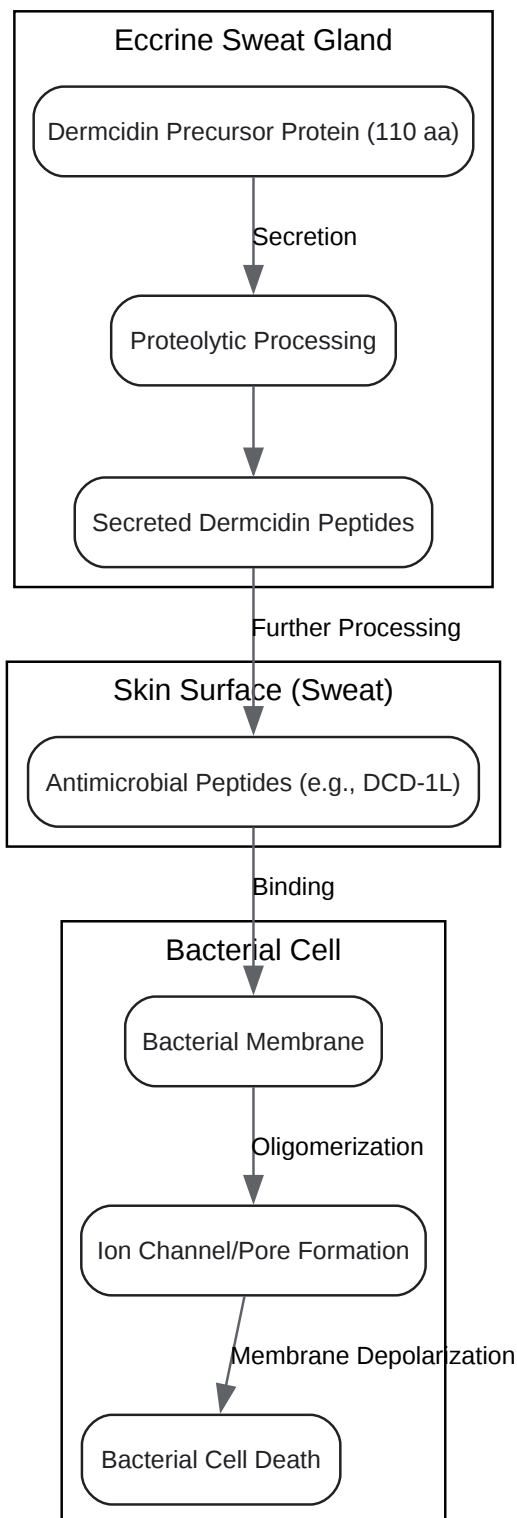 Eccrine Sweat Gland
Dermcidin Precursor Protein (110 aa)
Secretion
Proteolytic Processing
Secreted Dermcidin Peptides
Further Processing
Skin Surface (Sweat)
Antimicrobial Peptides (e.g., DCD-1L)
Binding
Bacterial Cell
Bacterial Membrane
Oligomerization
Ion Channel/Pore Formation
Membrane Depolarization
Bacterial Cell Death